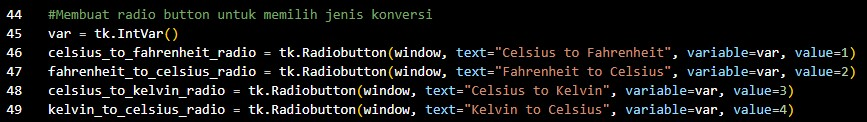 44 #Membuat radio button untuk memilih jenis konversi
45 var = tk.IntVar()
46 celsius_to_fahrenheit_radio = tk.Radiobutton(window, text="Celsius to Fahrenheit", variable=var, value=1)
47 fahrenheit_to_celsius_radio = tk.Radiobutton(window, text="Fahrenheit to Celsius", variable=var, value=2)
48 celsius_to_kelvin_radio = tk.Radiobutton(window, text="Celsius to Kelvin", variable=var, value=3)
49 kelvin_to_celsius_radio = tk.Radiobutton(window, text="Kelvin to Celsius", variable=var, value=4)